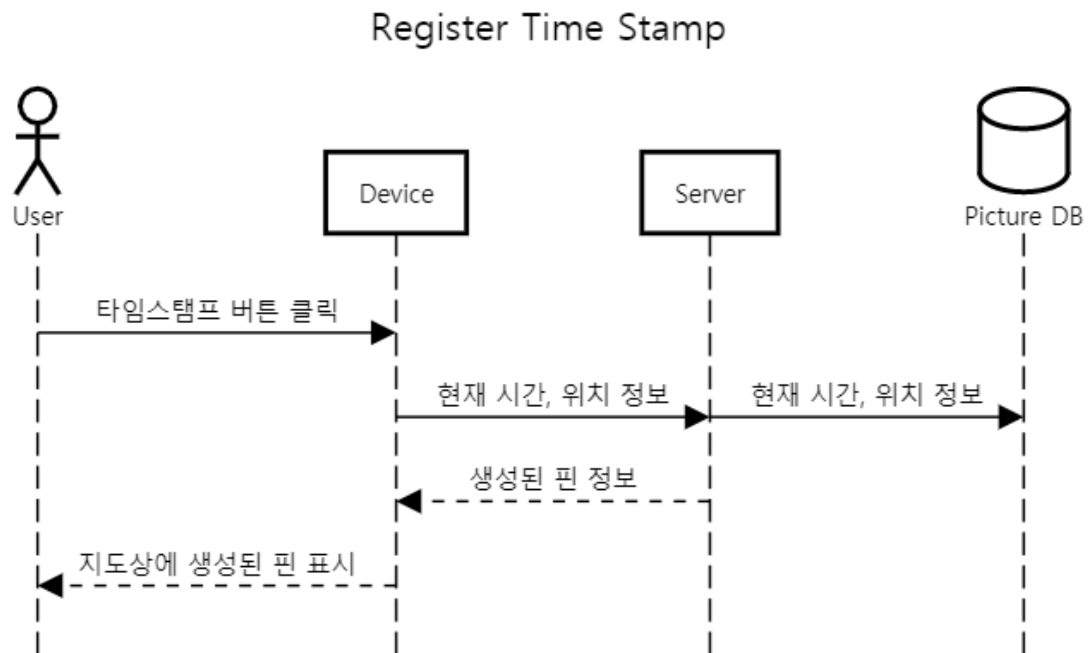 Register Time Stamp
User
Device
Server
Picture DB
타임스탬프 버튼 클릭
현재 시간, 위치 정보
현재 시간, 위치 정보
생성된 핀 정보
지도상에 생성된 핀 표시